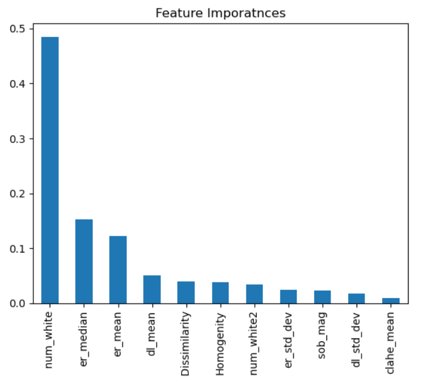 Feature Imporatnces
0.5
0.4
0.3
0.2
0.1
0.0
num_white
er_median
er_mean
dl_mean
Dissimilarity
Homogenity
num_white2
er_std_dev
sob_mag
dl_std_dev
clahe_mean